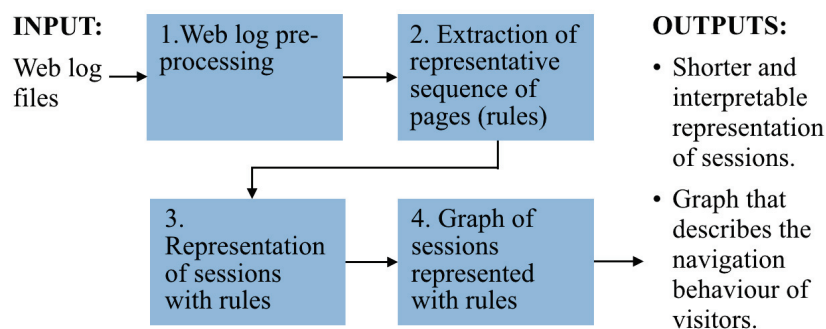 INPUT:
Web log
files
1.Web log pre-
processing
2. Extraction of
representative
sequence of
pages (rules)
3.
Representation
of sessions
with rules
4. Graph of
sessions
represented
with rules
OUTPUTS:
• Shorter and
interpretable
representation
of sessions.
• Graph that
describes the
navigation
behaviour of
visitors.